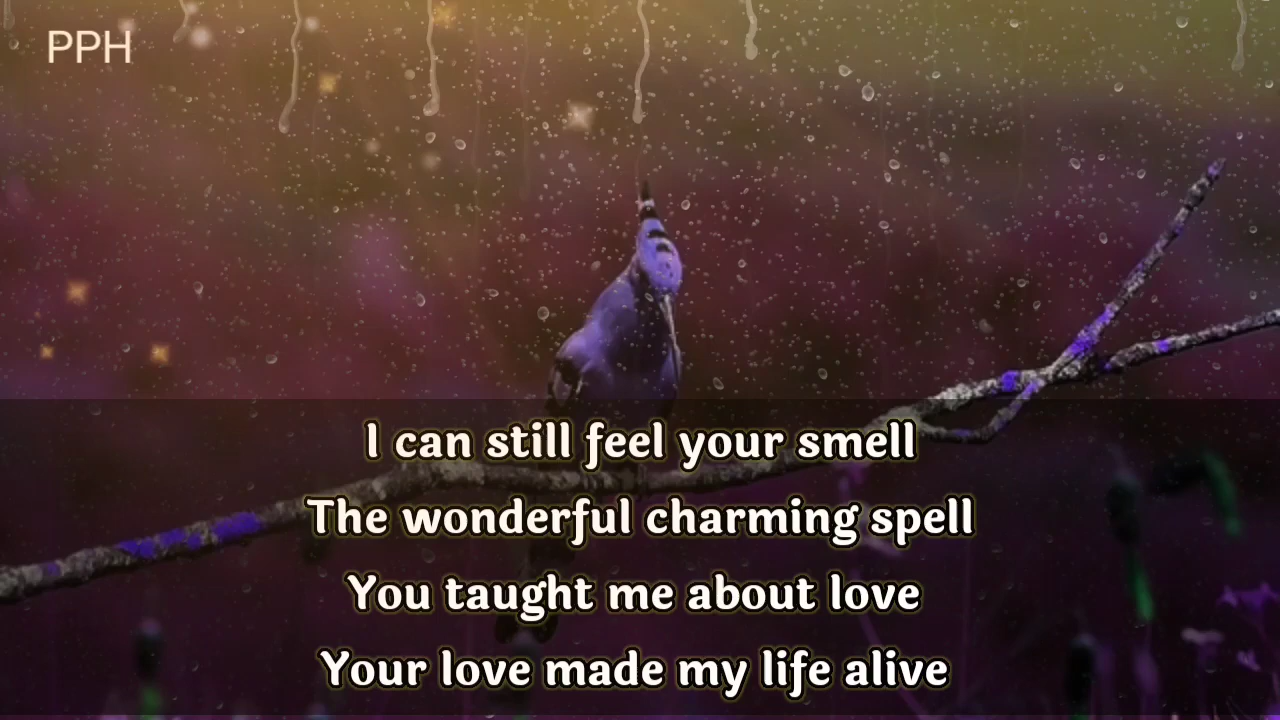 PPH
I can still feel your smell
The wonderful charming spell
You taught me about love
Your love made my life alive